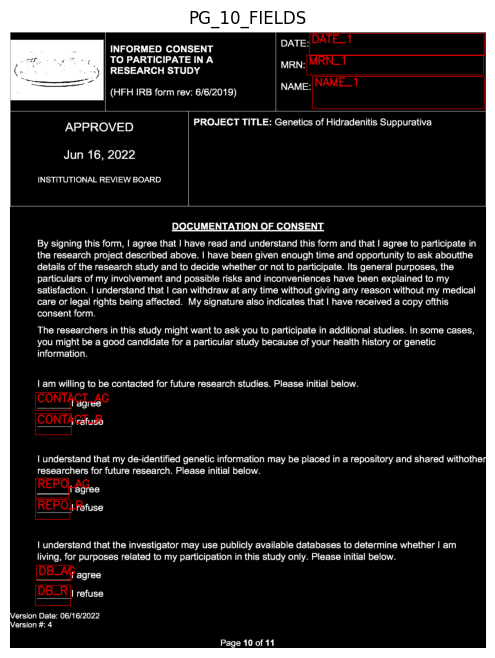 PG_10_FIELDS
INFORMED CONSENT
TO PARTICIPATE IN A
RESEARCH STUDY
(HFH IRB form rev: 6/6/2019)
DATE: DATE_1
MRN: MRN_1
NAME: NAME_1
APPROVED
Jun 16, 2022
INSTITUTIONAL REVIEW BOARD
PROJECT TITLE: Genetics of Hidradenitis Suppurativa
DOCUMENTATION OF CONSENT
By signing this form, I agree that I have read and understand this form and that I agree to participate in
the research project described above. I have been given enough time and opportunity to ask aboutthe
details of the research study and to decide whether or not to participate. Its general purposes, the
particulars of my involvement and possible risks and inconveniences have been explained to my
satisfaction. I understand that I can withdraw at any time without giving any reason without my medical
care or legal rights being affected. My signature also indicates that I have received a copy ofthis
consent form.
The researchers in this study might want to ask you to participate in additional studies. In some cases,
you might be a good candidate for a particular study because of your health history or genetic
information.
I am willing to be contacted for future research studies. Please initial below.
CONTACT_AG I agree
CONTACT_R I refuse
I understand that my de-identified genetic information may be placed in a repository and shared withother
researchers for future research. Please initial below.
REPO_AG I agree
REPO_R I refuse
I understand that the investigator may use publicly available databases to determine whether I am
living, for purposes related to my participation in this study only. Please initial below.
DB_AG I agree
DB_R I refuse
Version Date: 06/16/2022
Version #: 4
Page 10 of 11